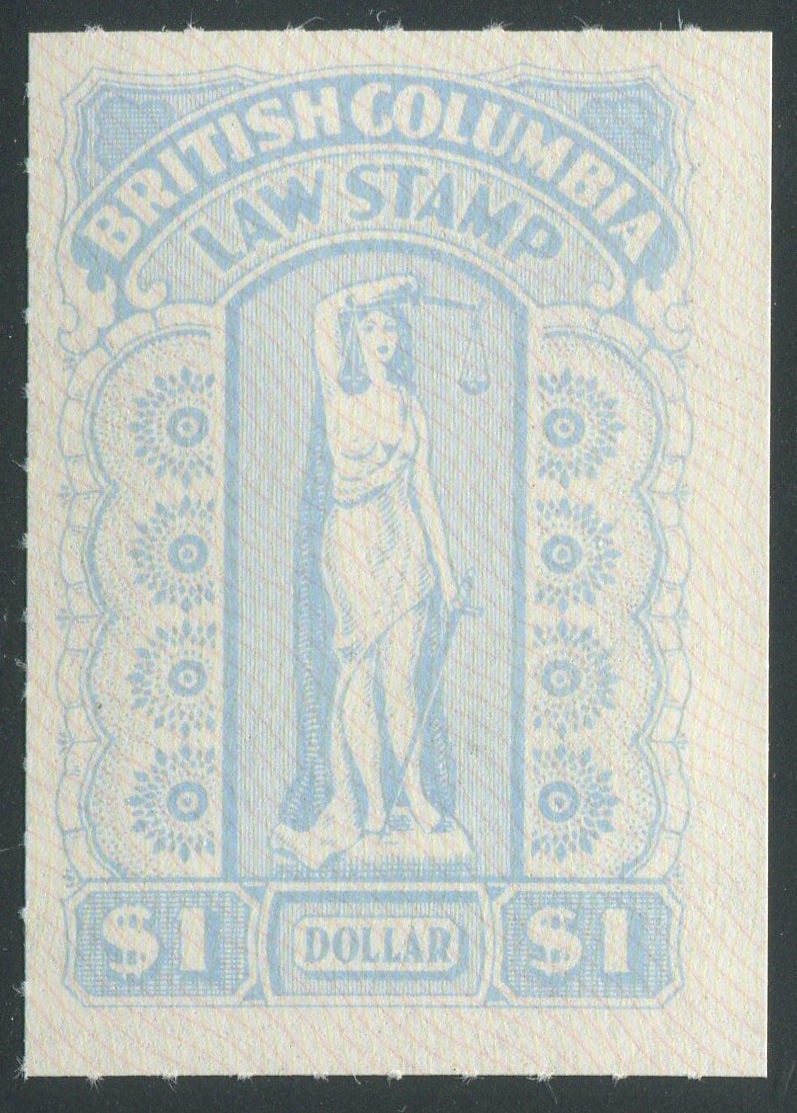 BRITISH COLUMBIA
LAW STAMP
$1 DOLLAR $1